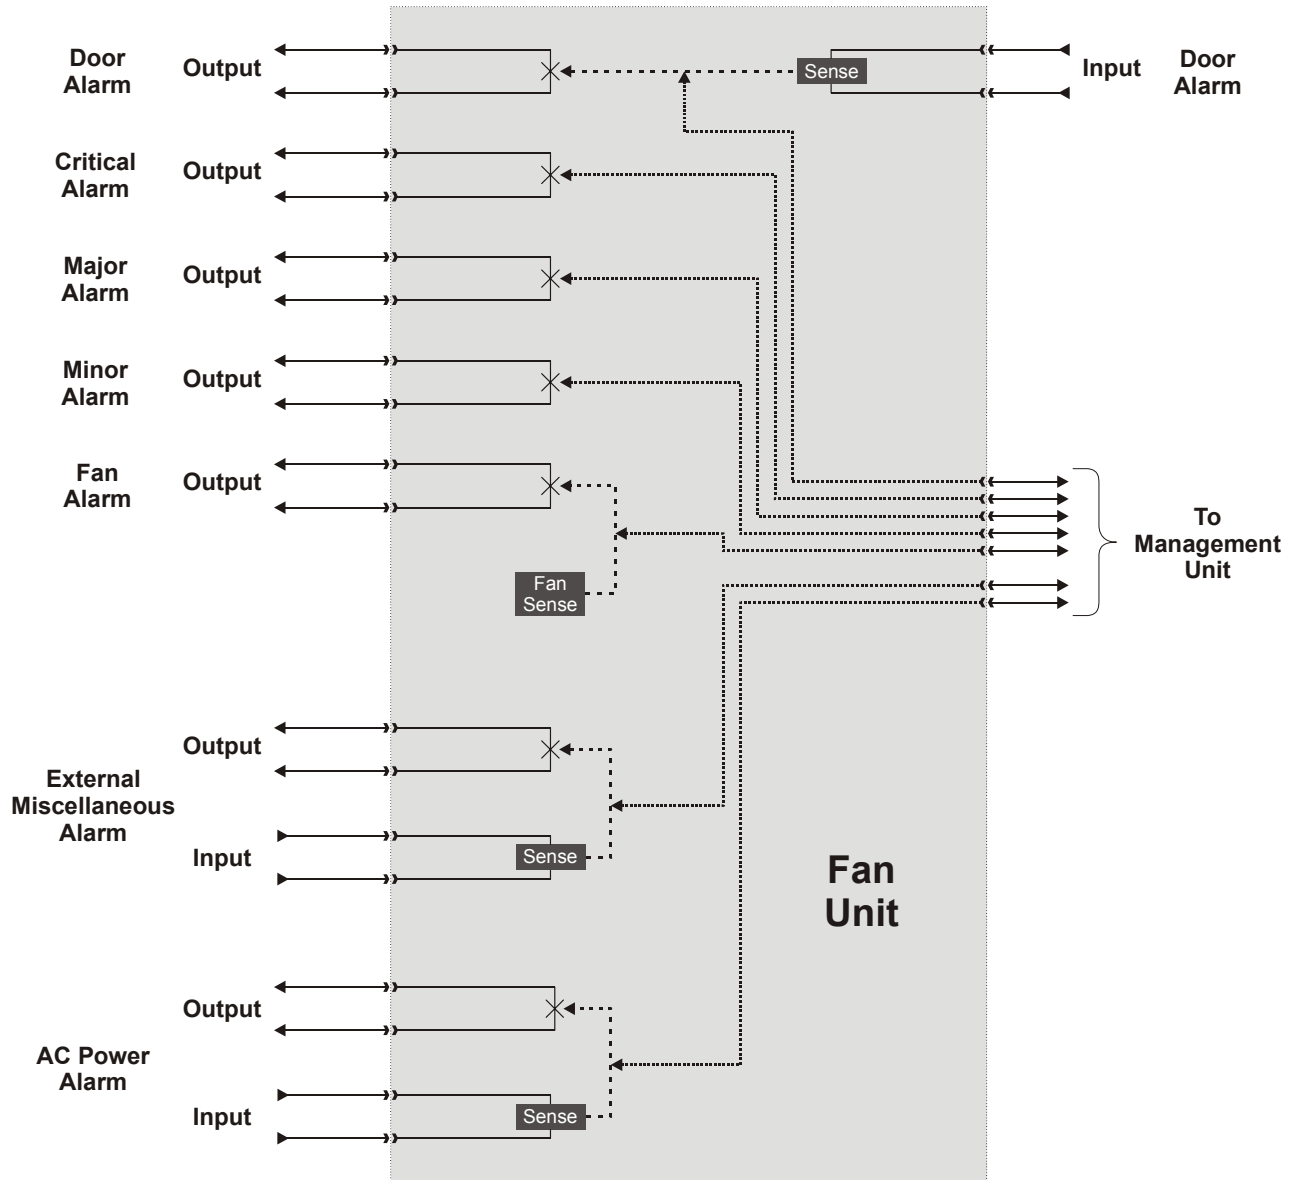 Door
Alarm
Output
Sense
Input
Door
Alarm
Critical
Alarm
Output
Major
Alarm
Output
Minor
Alarm
Output
Fan
Alarm
Output
To
Management
Unit
Fan
Sense
Output
External
Miscellaneous
Alarm
Input
Sense
Fan
Unit
Output
AC Power
Alarm
Input
Sense